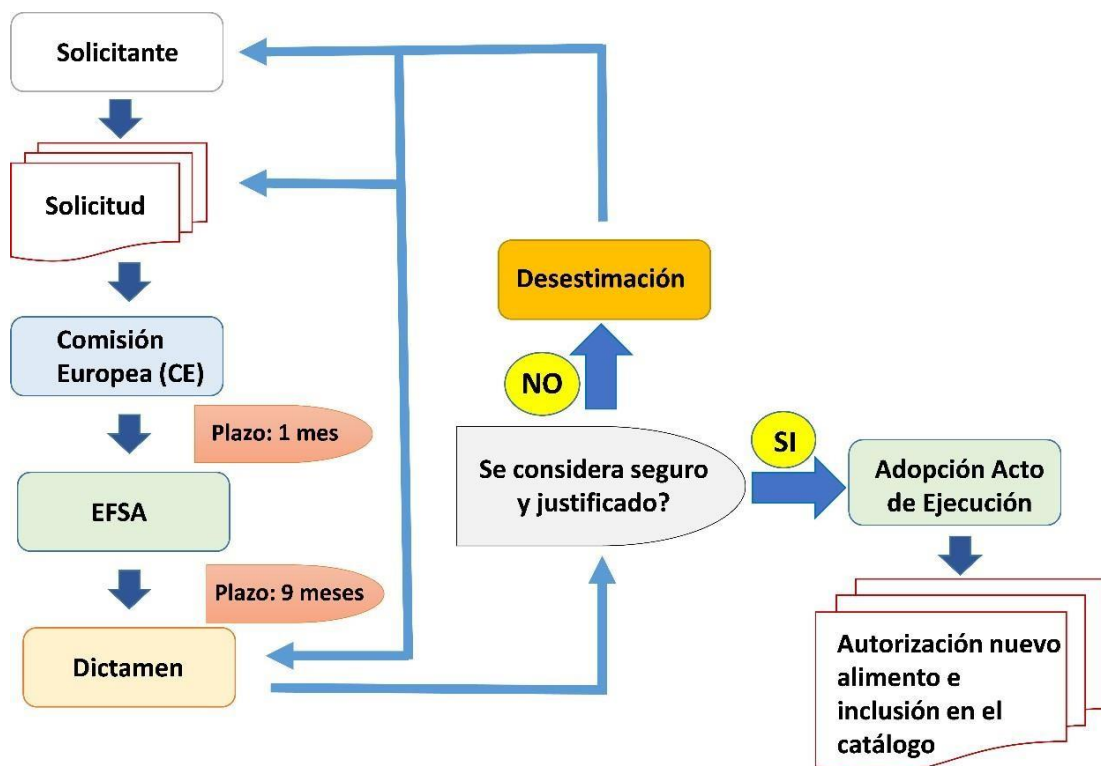 Solicitante
Solicitud
Comisión
Europea (CE)
Plazo: 1 mes
EFSA
Plazo: 9 meses
Dictamen
Desestimación
NO
Se considera seguro
y justificado?
SI
Adopción Acto
de Ejecución
Autorización nuevo
alimento e
inclusión en el
catálogo